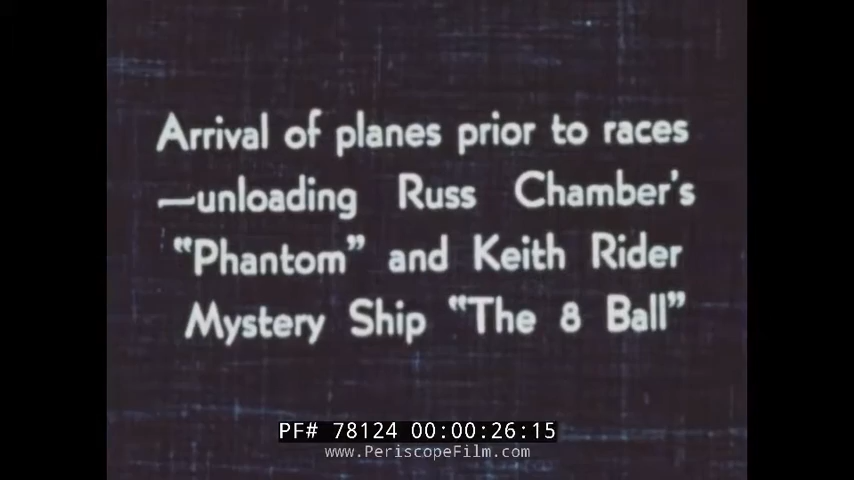 Arrival of planes prior to races
—unloading Russ Chamber's
"Phantom" and Keith Rider
Mystery Ship "The 8 Ball"
PF# 78124 00:00:26:15
www.PeriscopeFilm.com